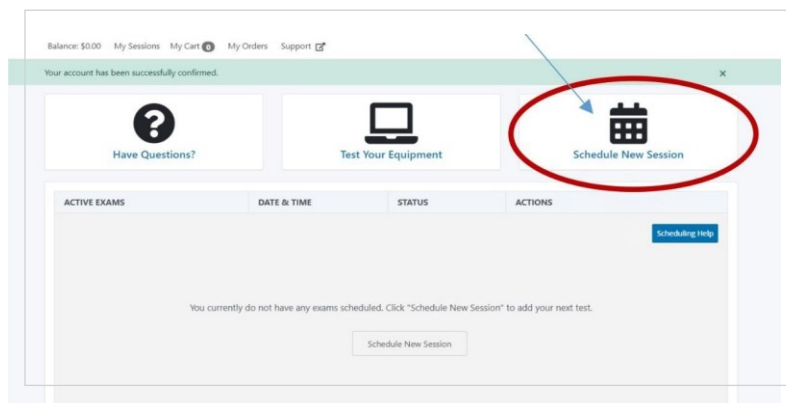 Balance: $0.00 My Sessions My Cart 0 My Orders Support
Your account has been successfully confirmed. ×
Have Questions? Test Your Equipment Schedule New Session
ACTIVE EXAMS DATE & TIME STATUS ACTIONS
Scheduling Help
You currently do not have any exams scheduled. Click "Schedule New Session" to add your next test.
Schedule New Session